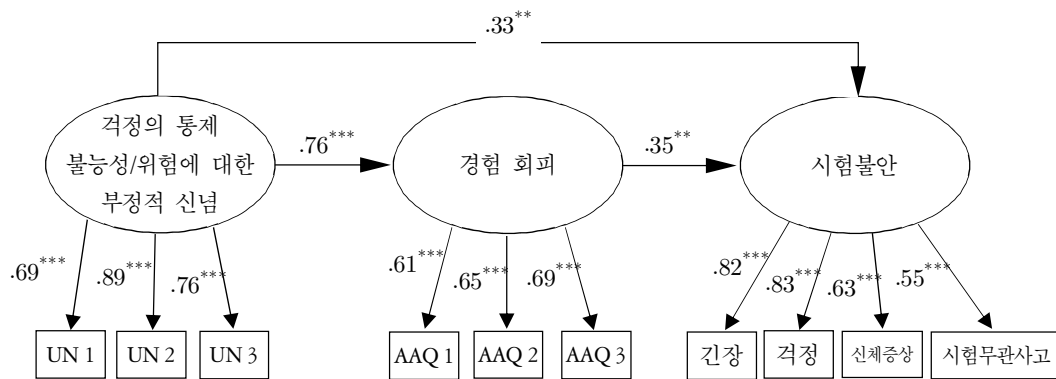 .33**
걱정의 통제
불능성/위험에 대한
부정적 신념
.76***
경험 회피
.35**
시험불안
.69***
.89***
.76***
.61***
.65***
.69***
.82***
.83***
.63***
.55***
UN 1
UN 2
UN 3
AAQ 1
AAQ 2
AAQ 3
긴장
걱정
신체증상
시험무관사고